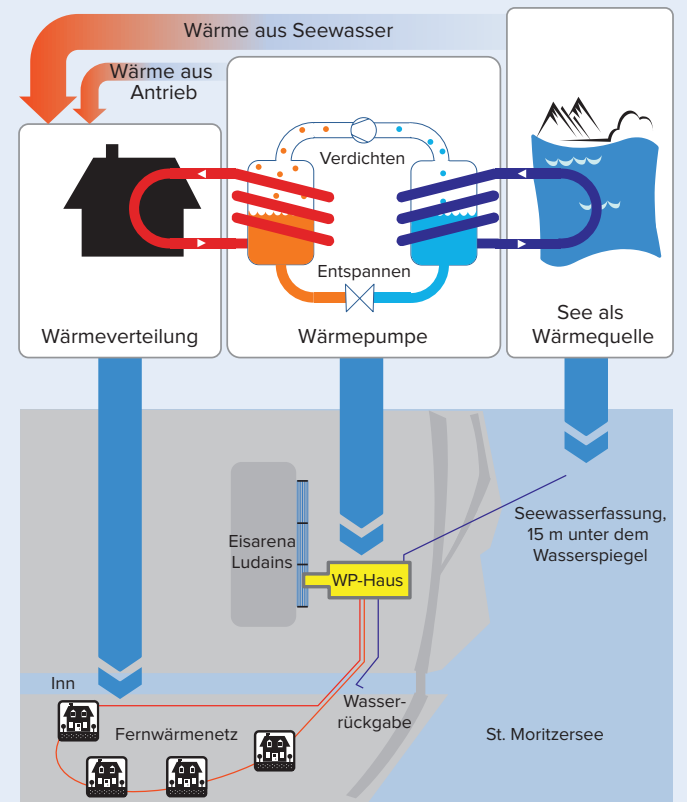 Wärme aus Seewasser
Wärme aus
Antrieb
Verdichten
Entspannen
Wärmeverteilung
Wärmepumpe
See als
Wärmequelle
Eisarena
Ludains
WP-Haus
Seewasserfassung,
15 m unter dem
Wasserspiegel
Inn
Fernwärmenetz
Wasser-
rückgabe
St. Moritzersee